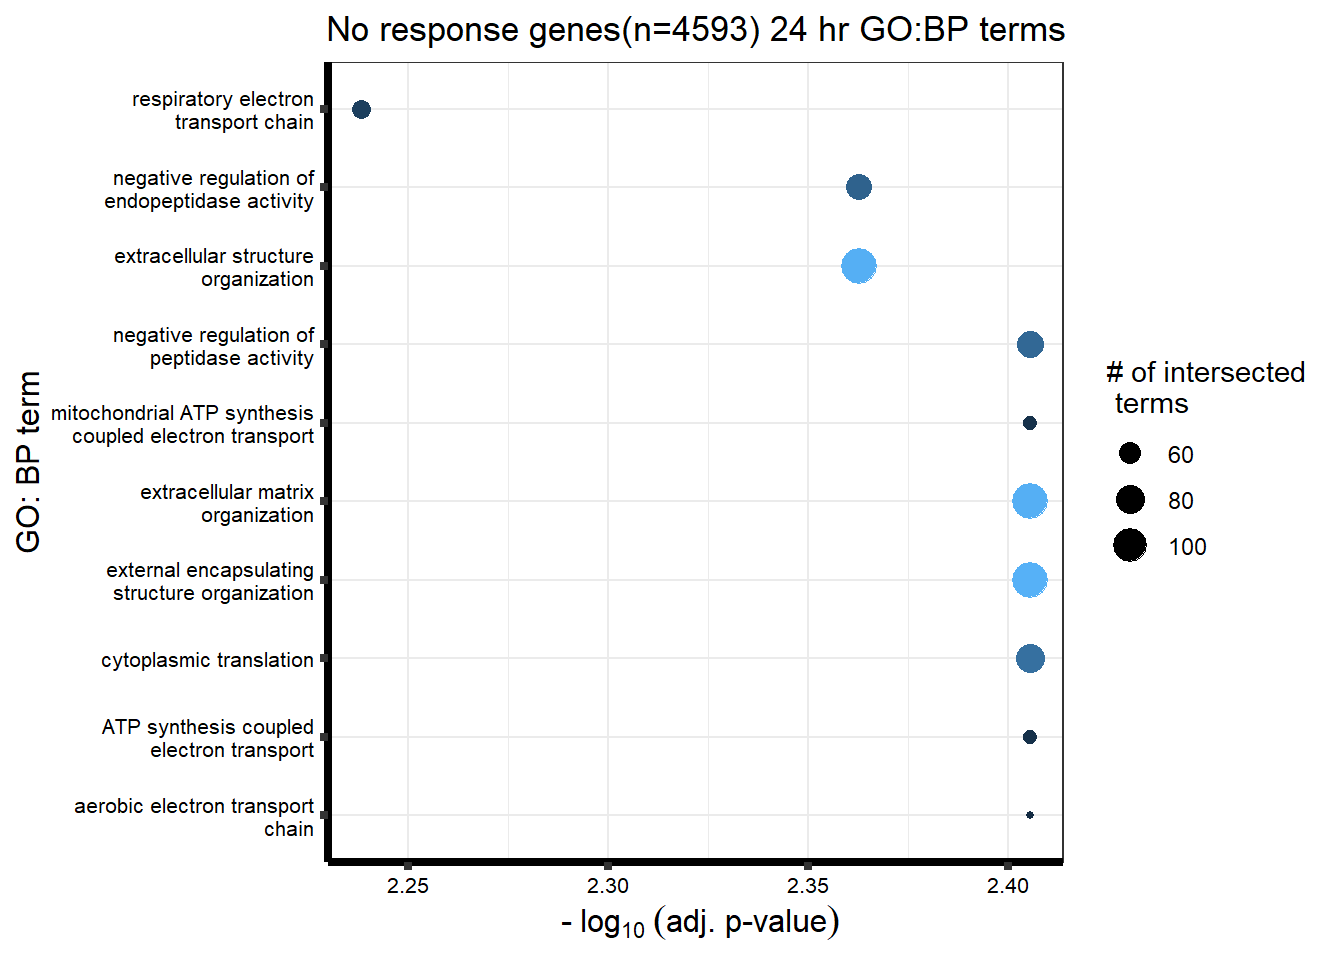 No response genes(n=4593) 24 hr GO:BP terms
respiratory electron
transport chain
negative regulation of
endopeptidase activity
extracellular structure
organization
negative regulation of
peptidase activity
mitochondrial ATP synthesis
coupled electron transport
extracellular matrix
organization
external encapsulating
structure organization
cytoplasmic translation
ATP synthesis coupled
electron transport
aerobic electron transport
chain
GO: BP term
2.25
2.30
2.35
2.40
- log10 (adj. p-value)
# of intersected
terms
60
80
100